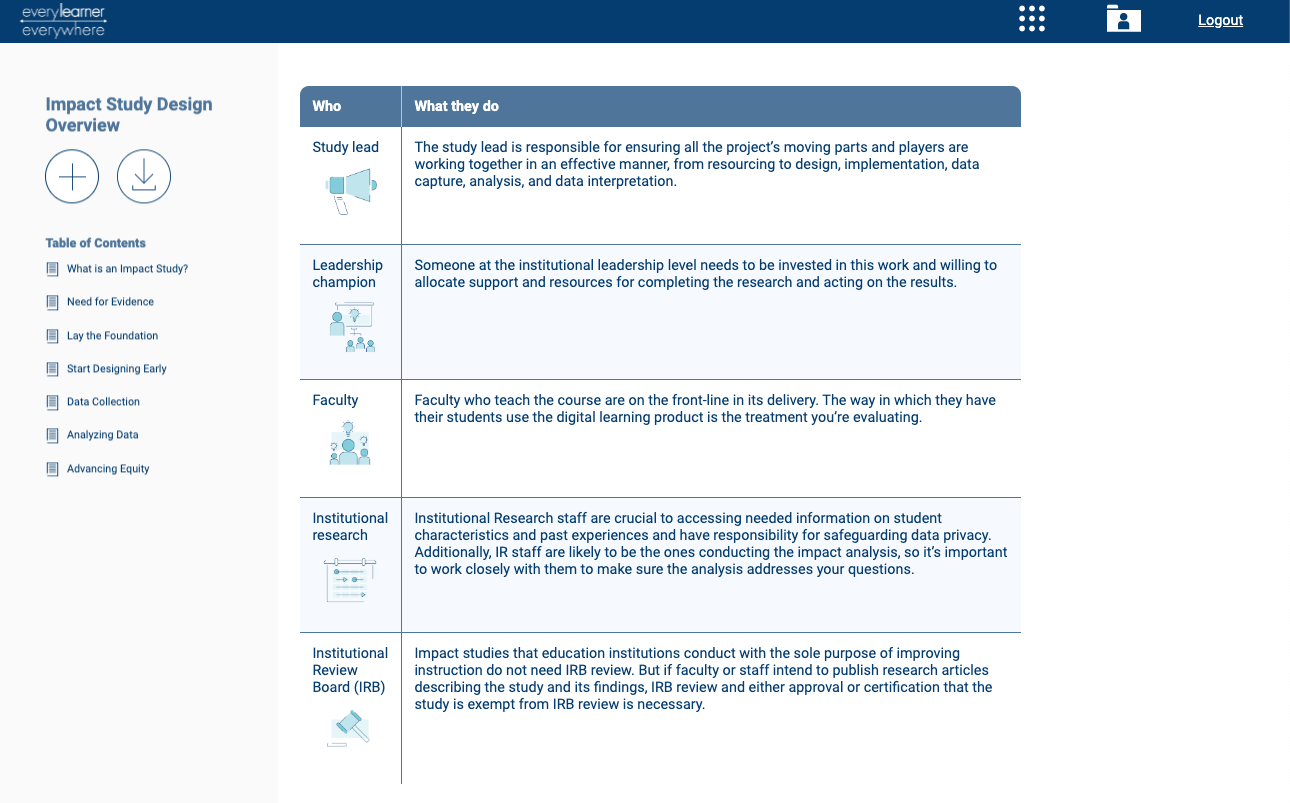 everylearner
everywhere
Logout
Impact Study Design
Overview
Table of Contents
What is an Impact Study?
Need for Evidence
Lay the Foundation
Start Designing Early
Data Collection
Analyzing Data
Advancing Equity
Who What they do
Study lead
The study lead is responsible for ensuring all the project's moving parts and players are
working together in an effective manner, from resourcing to design, implementation, data
capture, analysis, and data interpretation.
Leadership
champion
Someone at the institutional leadership level needs to be invested in this work and willing to
allocate support and resources for completing the research and acting on the results.
Faculty
Faculty who teach the course are on the front-line in its delivery. The way in which they have
their students use the digital learning product is the treatment you're evaluating.
Institutional
research
Institutional Research staff are crucial to accessing needed information on student
characteristics and past experiences and have responsibility for safeguarding data privacy.
Additionally, IR staff are likely to be the ones conducting the impact analysis, so it's important
to work closely with them to make sure the analysis addresses your questions.
Institutional
Review
Board (IRB)
Impact studies that education institutions conduct with the sole purpose of improving
instruction do not need IRB review. But if faculty or staff intend to publish research articles
describing the study and its findings, IRB review and either approval or certification that the
study is exempt from IRB review is necessary.